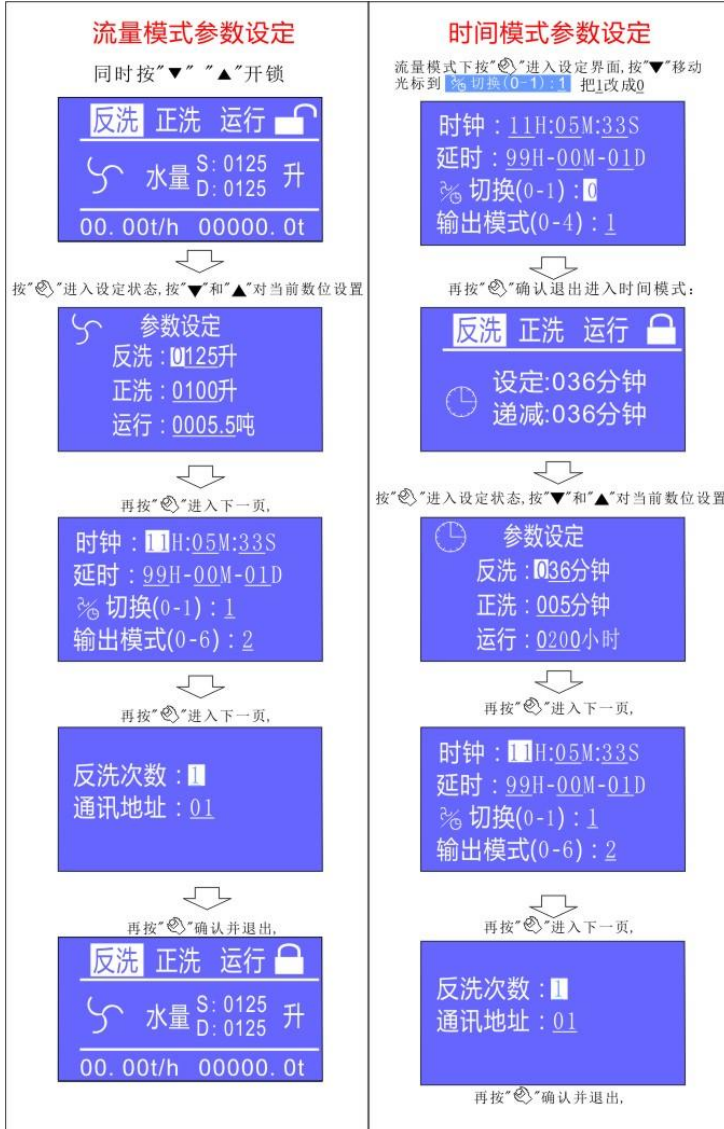 流量模式参数设定
同时按"▼" "▲"开锁
反洗 正洗 运行
水量 S: 0125 升
D: 0125
00. 00t/h 00000. 0t
按" "进入设定状态,按"▼"和"▲"对当前数位设置
参数设定
反洗：0125升
正洗：0100升
运行：0005.5吨
再按" "进入下一页,
时钟：11H:05M:33S
延时：99H-00M-01D
切换(0-1)：1
输出模式(0-6)：2
再按" "进入下一页,
反洗次数：1
通讯地址：01
再按" "确认并退出,
反洗 正洗 运行
水量 S: 0125 升
D: 0125
00. 00t/h 00000. 0t
时间模式参数设定
流量模式下按" "进入设定界面,按"▼"移动
光标到 切换(0-1):1 把1改成0
时钟：11H:05M:33S
延时：99H-00M-01D
切换(0-1)：0
输出模式(0-4)：1
再按" "确认退出进入时间模式:
反洗 正洗 运行
设定:036分钟
递减:036分钟
按" "进入设定状态,按"▼"和"▲"对当前数位设置
参数设定
反洗：036分钟
正洗：005分钟
运行：0200小时
再按" "进入下一页,
时钟：11H:05M:33S
延时：99H-00M-01D
切换(0-1)：1
输出模式(0-6)：2
再按" "进入下一页,
反洗次数：1
通讯地址：01
再按" "确认并退出,